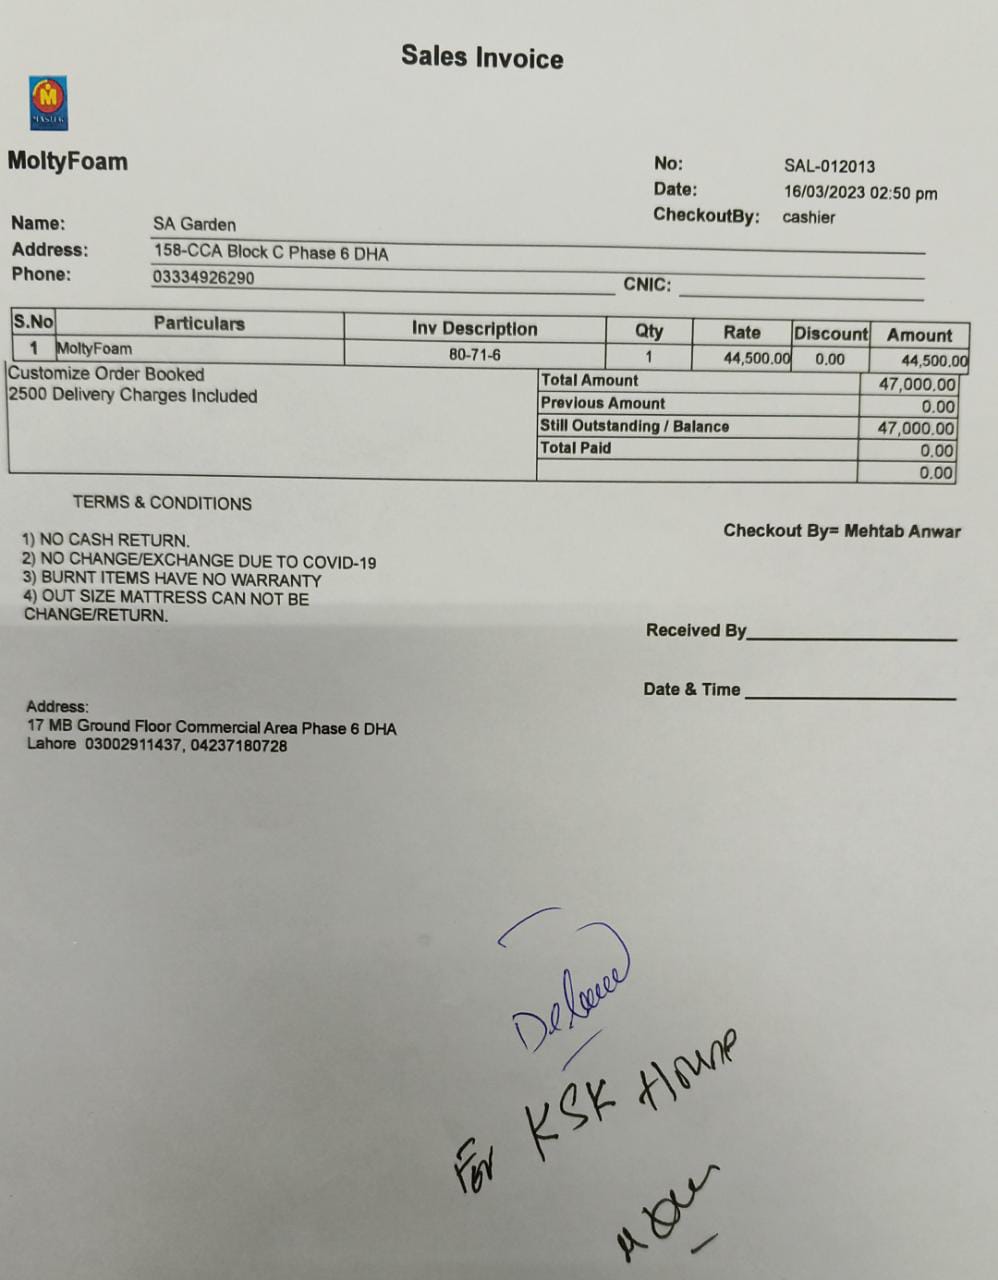 Sales Invoice
M
MASTER
MoltyFoam
No: SAL-012013
Date: 16/03/2023 02:50 pm
CheckoutBy: cashier
Name: SA Garden
Address: 158-CCA Block C Phase 6 DHA
Phone: 03334926290 CNIC:
S.No Particulars Inv Description Qty Rate Discount Amount
1 MoltyFoam 80-71-6 1 44,500.00 0.00 44,500.00
Customize Order Booked
2500 Delivery Charges Included
Total Amount 47,000.00
Previous Amount 0.00
Still Outstanding / Balance 47,000.00
Total Paid 0.00
0.00
TERMS & CONDITIONS
1) NO CASH RETURN.
2) NO CHANGE/EXCHANGE DUE TO COVID-19
3) BURNT ITEMS HAVE NO WARRANTY
4) OUT SIZE MATTRESS CAN NOT BE
CHANGE/RETURN.
Checkout By= Mehtab Anwar
Received By
Date & Time
Address:
17 MB Ground Floor Commercial Area Phase 6 DHA
Lahore 03002911437, 04237180728
For KSK House